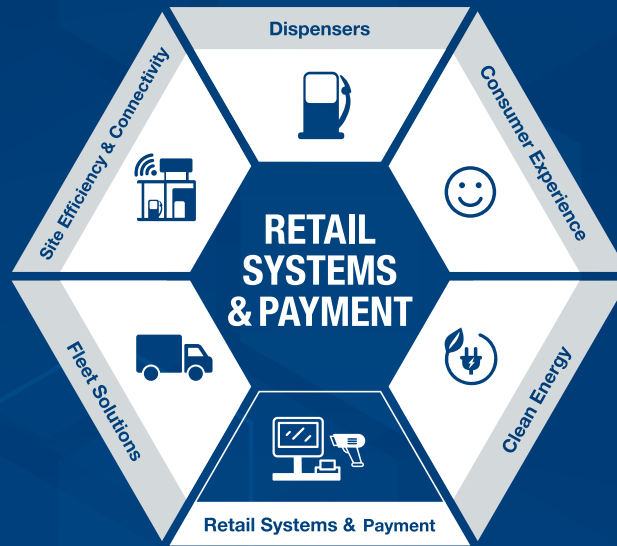 Dispensers
Site Efficiency & Connectivity
Consumer Experience
RETAIL
SYSTEMS
& PAYMENT
Fleet Solutions
Clean Energy
Retail Systems & Payment